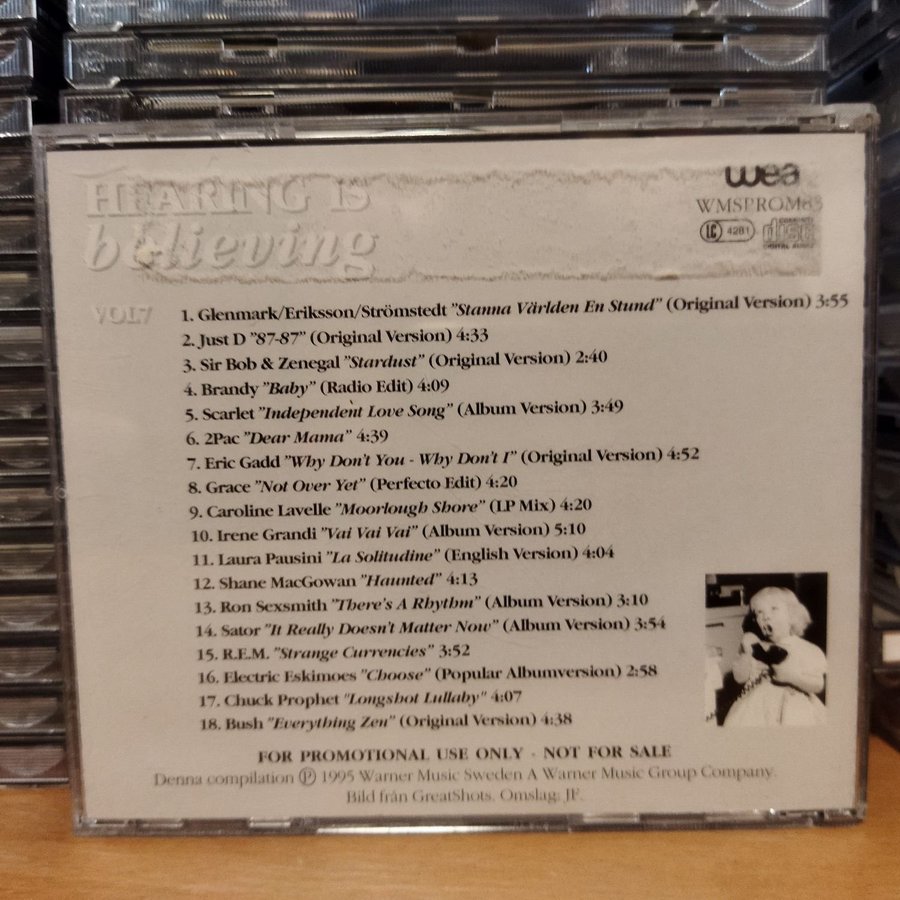 HEARING IS
believing
wea
WMSPROM83
LC 4281
COMPACT
disc
DIGITAL AUDIO
VOL7
1. Glenmark/Eriksson/Strömstedt "Stanna Världen En Stund" (Original Version) 3:55
2. Just D "87-87" (Original Version) 4:33
3. Sir Bob & Zenegal "Stardust" (Original Version) 2:40
4. Brandy "Baby" (Radio Edit) 4:09
5. Scarlet "Independent Love Song" (Album Version) 3:49
6. 2Pac "Dear Mama" 4:39
7. Eric Gadd "Why Don't You - Why Don't I" (Original Version) 4:52
8. Grace "Not Over Yet" (Perfecto Edit) 4:20
9. Caroline Lavelle "Moorlough Shore" (LP Mix) 4:20
10. Irene Grandi "Vai Vai Vai" (Album Version) 5:10
11. Laura Pausini "La Solitudine" (English Version) 4:04
12. Shane MacGowan "Haunted" 4:13
13. Ron Sexsmith "There's A Rhythm" (Album Version) 3:10
14. Sator "It Really Doesn't Matter Now" (Album Version) 3:54
15. R.E.M. "Strange Currencies" 3:52
16. Electric Eskimoes "Choose" (Popular Albumversion) 2:58
17. Chuck Prophet "Longshot Lullaby" 4:07
18. Bush "Everything Zen" (Original Version) 4:38
FOR PROMOTIONAL USE ONLY - NOT FOR SALE
Denna compilation ℗ 1995 Warner Music Sweden A Warner Music Group Company.
Bild från GreatShots. Omslag: JF.